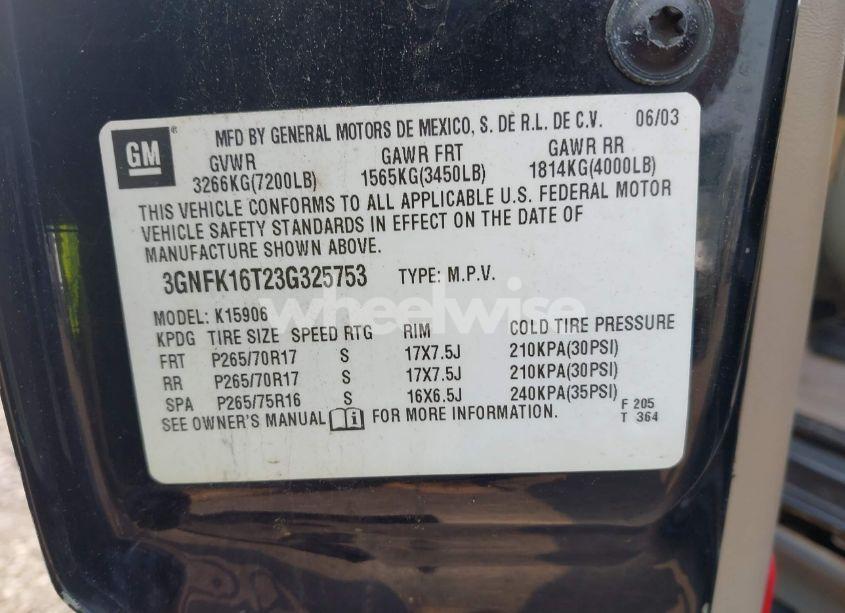 GM®
MFD BY GENERAL MOTORS DE MEXICO, S. DE R.L. DE C.V. 06/03
GVWR GAWR FRT GAWR RR
3266KG(7200LB) 1565KG(3450LB) 1814KG(4000LB)
THIS VEHICLE CONFORMS TO ALL APPLICABLE U.S. FEDERAL MOTOR
VEHICLE SAFETY STANDARDS IN EFFECT ON THE DATE OF
MANUFACTURE SHOWN ABOVE.
3GNFK16T23G325753 TYPE: M.P.V.
wheelwise
MODEL: K15906
KPDG TIRE SIZE SPEED RTG RIM COLD TIRE PRESSURE
FRT P265/70R17 S 17X7.5J 210KPA(30PSI)
RR P265/70R17 S 17X7.5J 210KPA(30PSI)
SPA P265/75R16 S 16X6.5J 240KPA(35PSI)
SEE OWNER'S MANUAL FOR MORE INFORMATION.
F 205
T 364